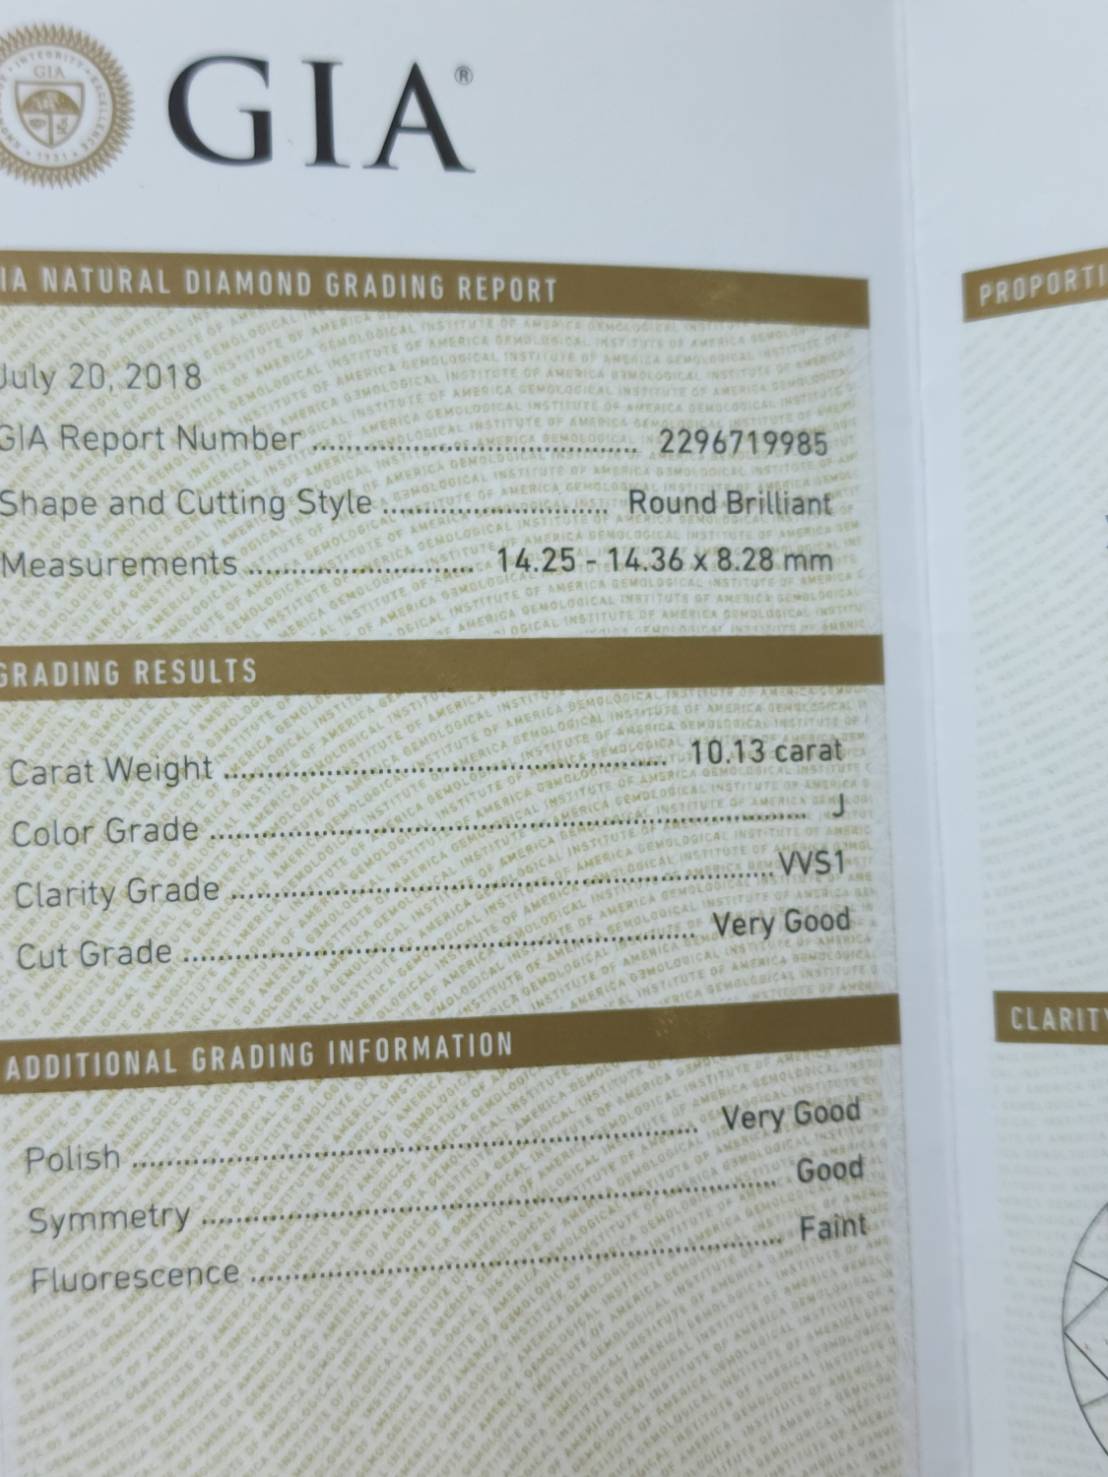 GIA®
GIA
1931
IA NATURAL DIAMOND GRADING REPORT
July 20, 2018
GIA Report Number ........................................ 2296719985
Shape and Cutting Style ............................ Round Brilliant
Measurements ............................ 14.25 - 14.36 x 8.28 mm
GRADING RESULTS
Carat Weight ........................................ 10.13 carat
Color Grade ........................................ J
Clarity Grade ........................................ VVS1
Cut Grade ........................................ Very Good
ADDITIONAL GRADING INFORMATION
Polish ........................................ Very Good
Symmetry ........................................ Good
Fluorescence ........................................ Faint
PROPORTI
CLARITY